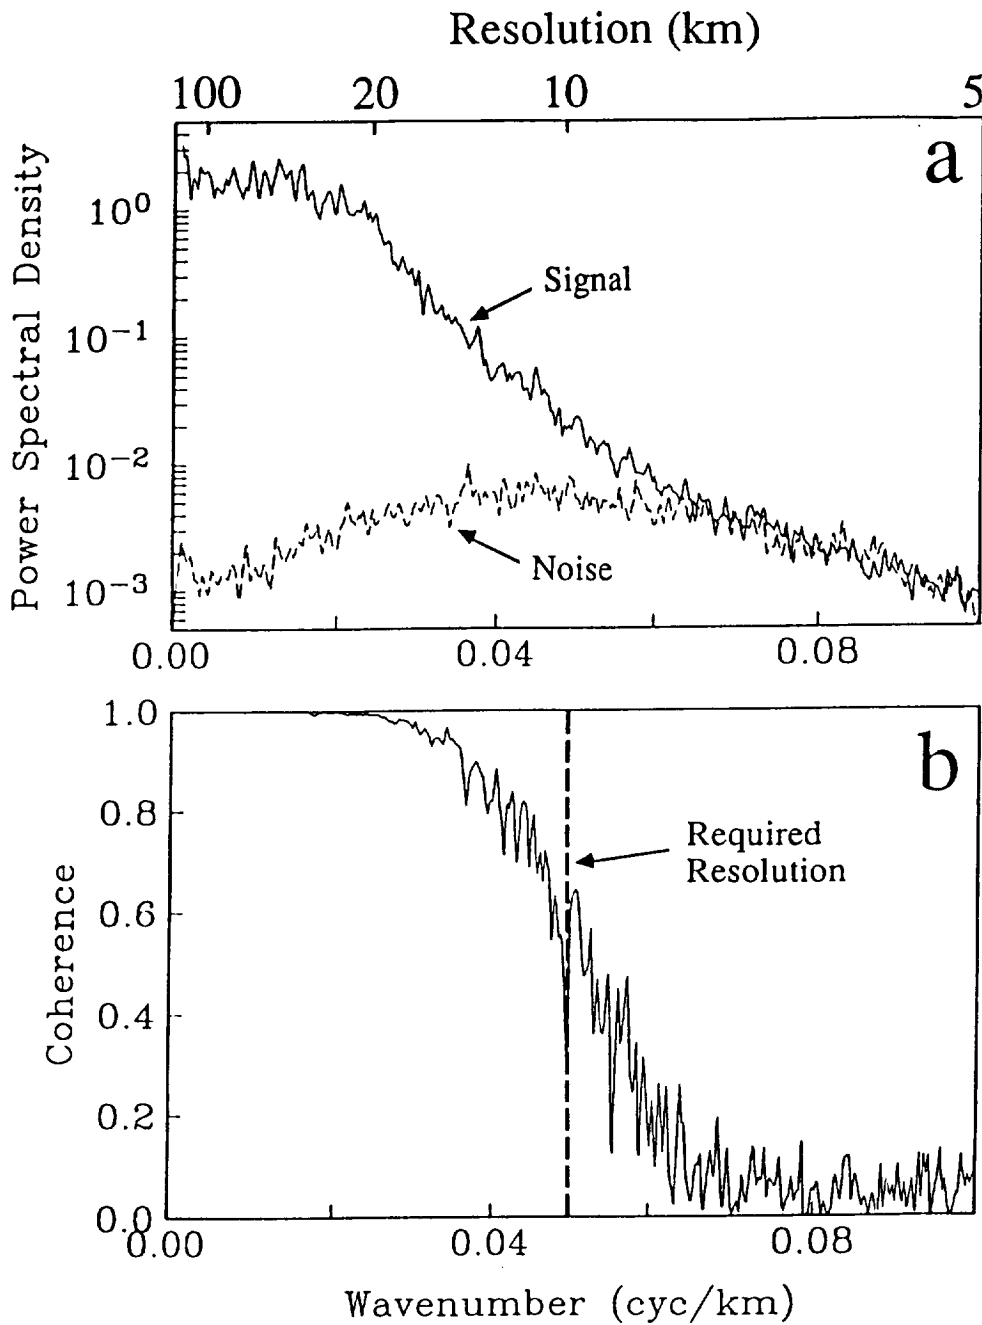 Resolution (km)
100 20 10 5
a
Power Spectral Density
10⁰
10⁻¹
10⁻²
10⁻³
Signal
Noise
0.00 0.04 0.08
b
Coherence
1.0
0.8
0.6
0.4
0.2
0.0
Required
Resolution
0.00 0.04 0.08
Wavenumber (cyc/km)